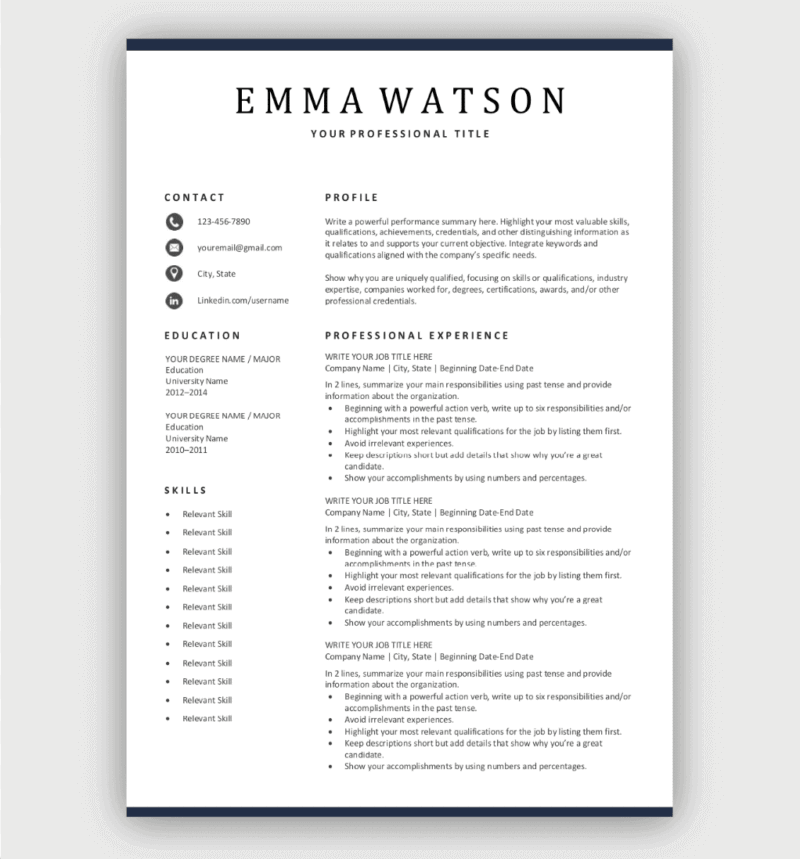 EMMA WATSON
YOUR PROFESSIONAL TITLE
CONTACT
123-456-7890
youremail@gmail.com
City, State
Linkedin.com/username
EDUCATION
YOUR DEGREE NAME / MAJOR
Education
University Name
2012–2014
YOUR DEGREE NAME / MAJOR
Education
University Name
2010–2011
SKILLS
• Relevant Skill
• Relevant Skill
• Relevant Skill
• Relevant Skill
• Relevant Skill
• Relevant Skill
• Relevant Skill
• Relevant Skill
• Relevant Skill
• Relevant Skill
• Relevant Skill
• Relevant Skill
PROFILE
Write a powerful performance summary here. Highlight your most valuable skills,
qualifications, achievements, credentials, and other distinguishing information as
it relates to and supports your current objective. Integrate keywords and
qualifications aligned with the company's specific needs.
Show why you are uniquely qualified, focusing on skills or qualifications, industry
expertise, companies worked for, degrees, certifications, awards, and/or other
professional credentials.
PROFESSIONAL EXPERIENCE
WRITE YOUR JOB TITLE HERE
Company Name | City, State | Beginning Date-End Date
In 2 lines, summarize your main responsibilities using past tense and provide
information about the organization.
• Beginning with a powerful action verb, write up to six responsibilities and/or
accomplishments in the past tense.
• Highlight your most relevant qualifications for the job by listing them first.
• Avoid irrelevant experiences.
• Keep descriptions short but add details that show why you're a great
candidate.
• Show your accomplishments by using numbers and percentages.
WRITE YOUR JOB TITLE HERE
Company Name | City, State | Beginning Date-End Date
In 2 lines, summarize your main responsibilities using past tense and provide
information about the organization.
• Beginning with a powerful action verb, write up to six responsibilities and/or
accomplishments in the past tense.
• Highlight your most relevant qualifications for the job by listing them first.
• Avoid irrelevant experiences.
• Keep descriptions short but add details that show why you're a great
candidate.
• Show your accomplishments by using numbers and percentages.
WRITE YOUR JOB TITLE HERE
Company Name | City, State | Beginning Date-End Date
In 2 lines, summarize your main responsibilities using past tense and provide
information about the organization.
• Beginning with a powerful action verb, write up to six responsibilities and/or
accomplishments in the past tense.
• Avoid irrelevant experiences.
• Highlight your most relevant qualifications for the job by listing them first.
• Keep descriptions short but add details that show why you're a great
candidate.
• Show your accomplishments by using numbers and percentages.